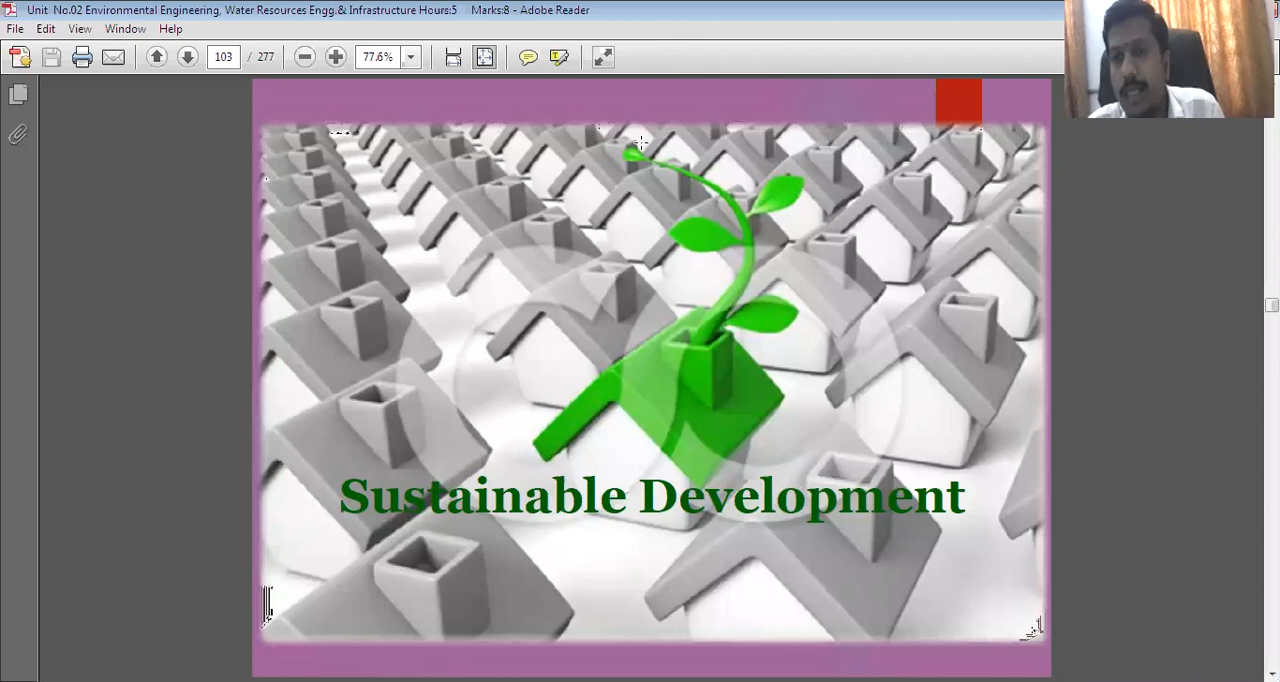 Unit  No.02 Environmental Engineering, Water Resources Engg.& Infrastructure Hours:5    Marks:8 - Adobe Reader
File Edit View Window Help
103 / 277 77.6%
Sustainable Development